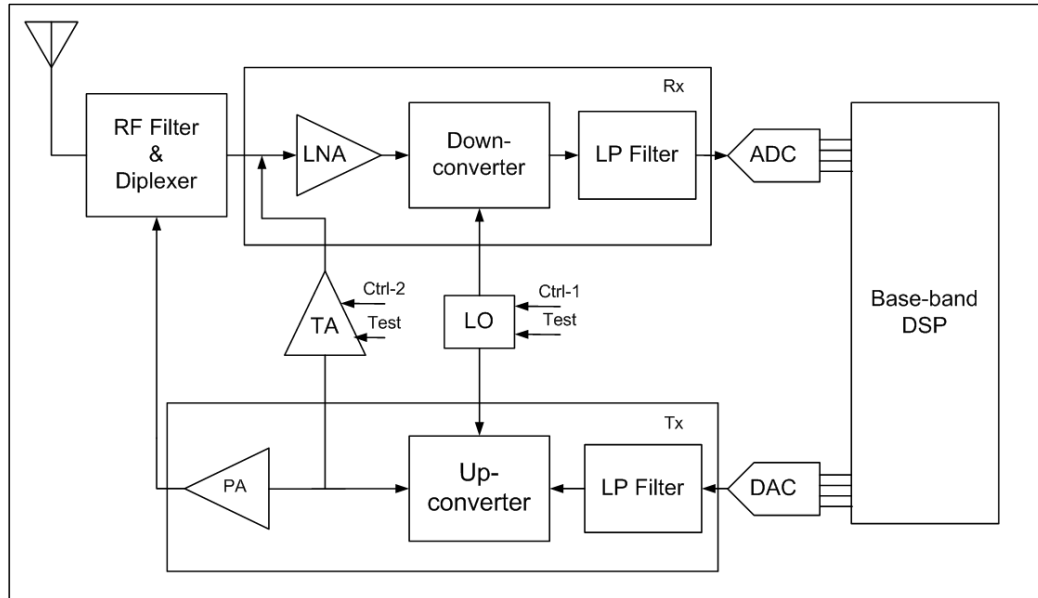 Rx
RF Filter
&
Diplexer
LNA
Down-
converter
LP Filter
ADC
Ctrl-2
Test
TA
Ctrl-1
Test
LO
Base-band
DSP
Tx
PA
Up-
converter
LP Filter
DAC